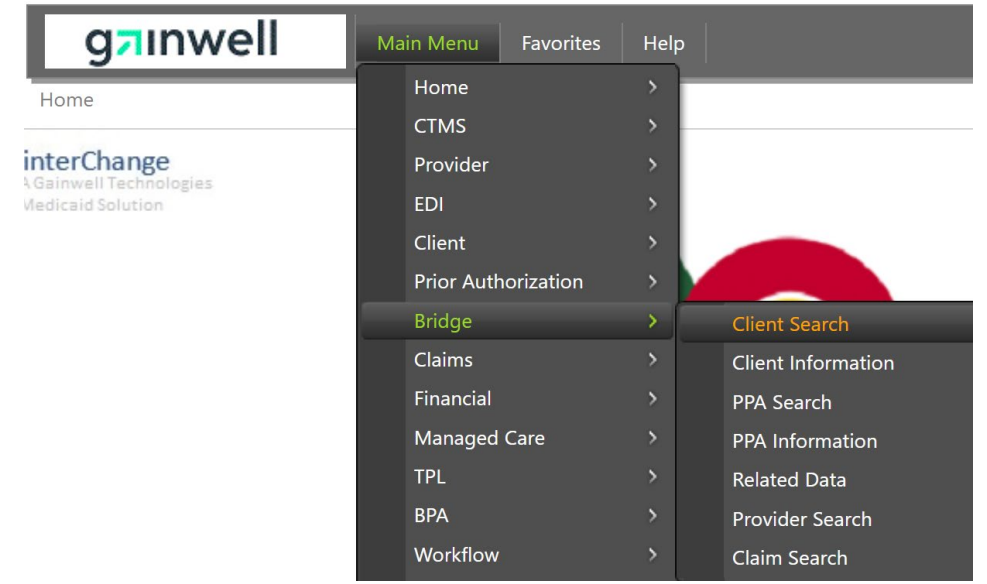 gainwell
Main Menu Favorites Help
Home
interChange
A Gainwell Technologies
Medicaid Solution
Home
CTMS
Provider
EDI
Client
Prior Authorization
Bridge
Claims
Financial
Managed Care
TPL
BPA
Workflow
Client Search
Client Information
PPA Search
PPA Information
Related Data
Provider Search
Claim Search